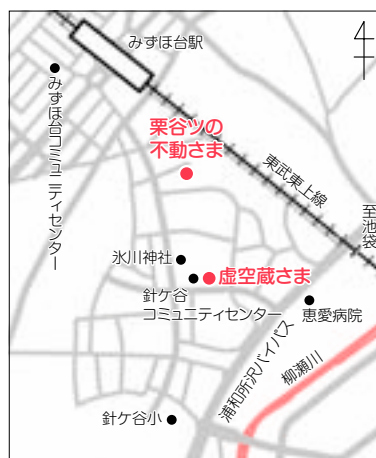 みずほ台駅
みずほ台コミュニティセンター
栗谷ツの
不動さま
東武東上線
至池袋
氷川神社
虚空蔵さま
針ケ谷
コミュニティセンター
恵愛病院
浦和所沢バイパス
柳瀬川
針ケ谷小